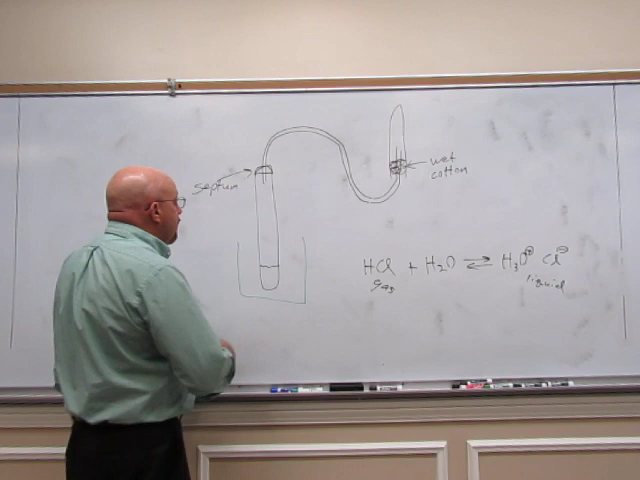 septum
wet
cotton
HCl + H₂O ⇌ H₃O⊕ Cl⊖
gas
liquid